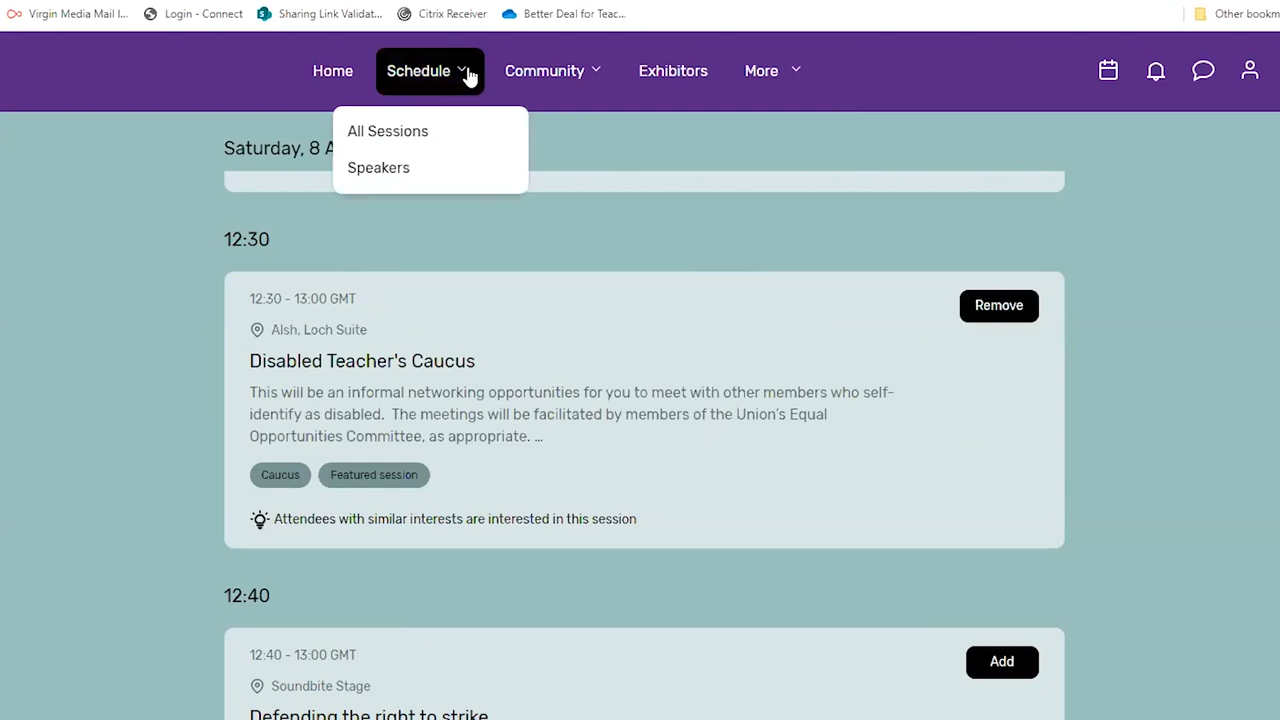 Virgin Media Mail I...
Login - Connect
Sharing Link Validat...
Citrix Receiver
Better Deal for Teac...
Other bookm
Home
Schedule
Community
Exhibitors
More
All Sessions
Speakers
Saturday, 8 A
12:30
12:30 - 13:00 GMT
Remove
Alsh, Loch Suite
Disabled Teacher's Caucus
This will be an informal networking opportunities for you to meet with other members who self-
identify as disabled.  The meetings will be facilitated by members of the Union's Equal
Opportunities Committee, as appropriate. ...
Caucus
Featured session
Attendees with similar interests are interested in this session
12:40
12:40 - 13:00 GMT
Add
Soundbite Stage
Defending the right to strike